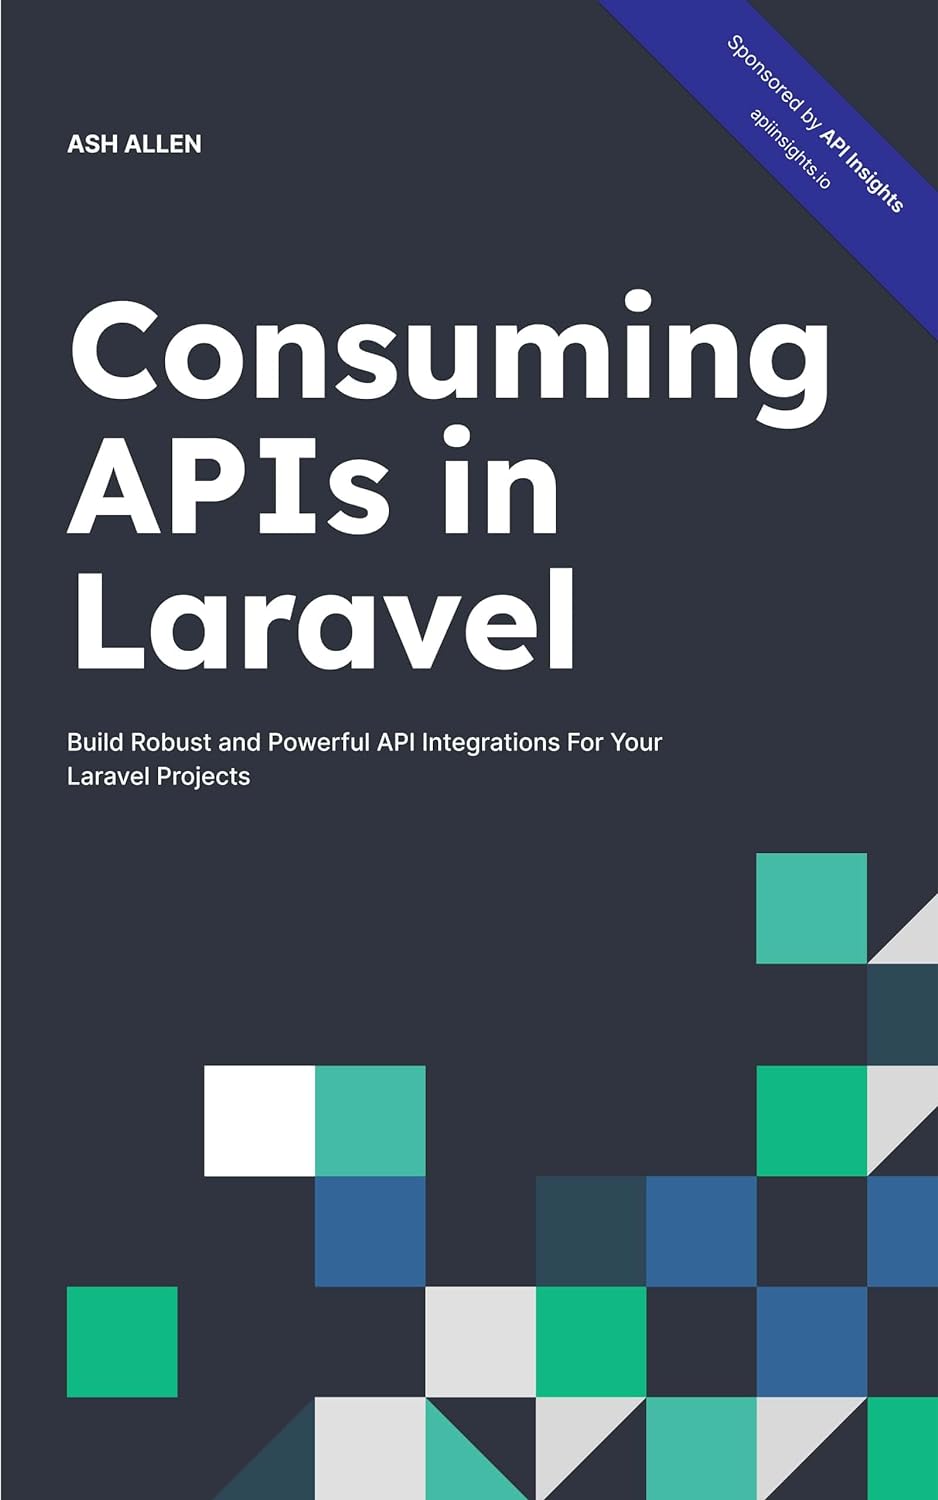 Sponsored by API Insights
apiinsights.io
ASH ALLEN
Consuming
APIs in
Laravel
Build Robust and Powerful API Integrations For Your
Laravel Projects